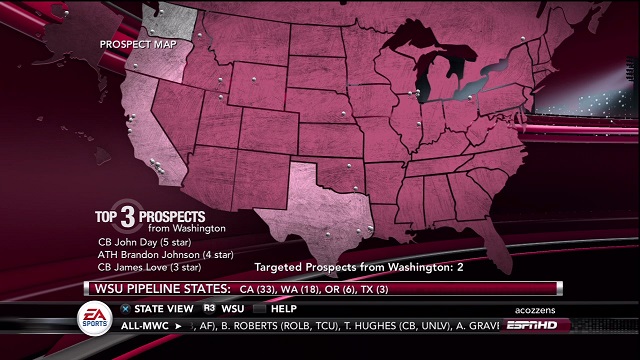 PROSPECT MAP
TOP 3 PROSPECTS
from Washington
CB John Day (5 star)
ATH Brandon Johnson (4 star)
CB James Love (3 star)
Targeted Prospects from Washington: 2
WSU PIPELINE STATES: CA (33), WA (18), OR (6), TX (3)
EA
SPORTS
X STATE VIEW R3 WSU HELP
acozzens
ALL-MWC ➤ , AF), B. ROBERTS (ROLB, TCU), T. HUGHES (CB, UNLV), A. GRAVE
ESPNHD